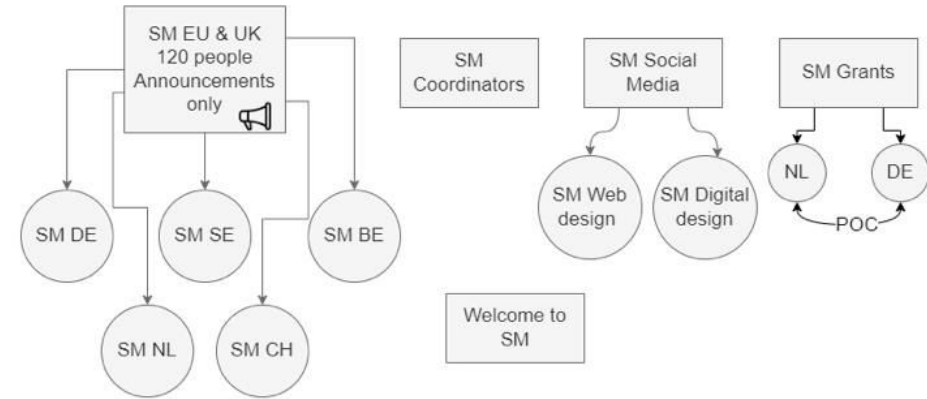 SM EU & UK
120 people
Announcements
only
SM
Coordinators
SM Social
Media
SM Grants
SM Web
design
SM Digital
design
NL
DE
POC
SM DE
SM SE
SM BE
SM NL
SM CH
Welcome to
SM